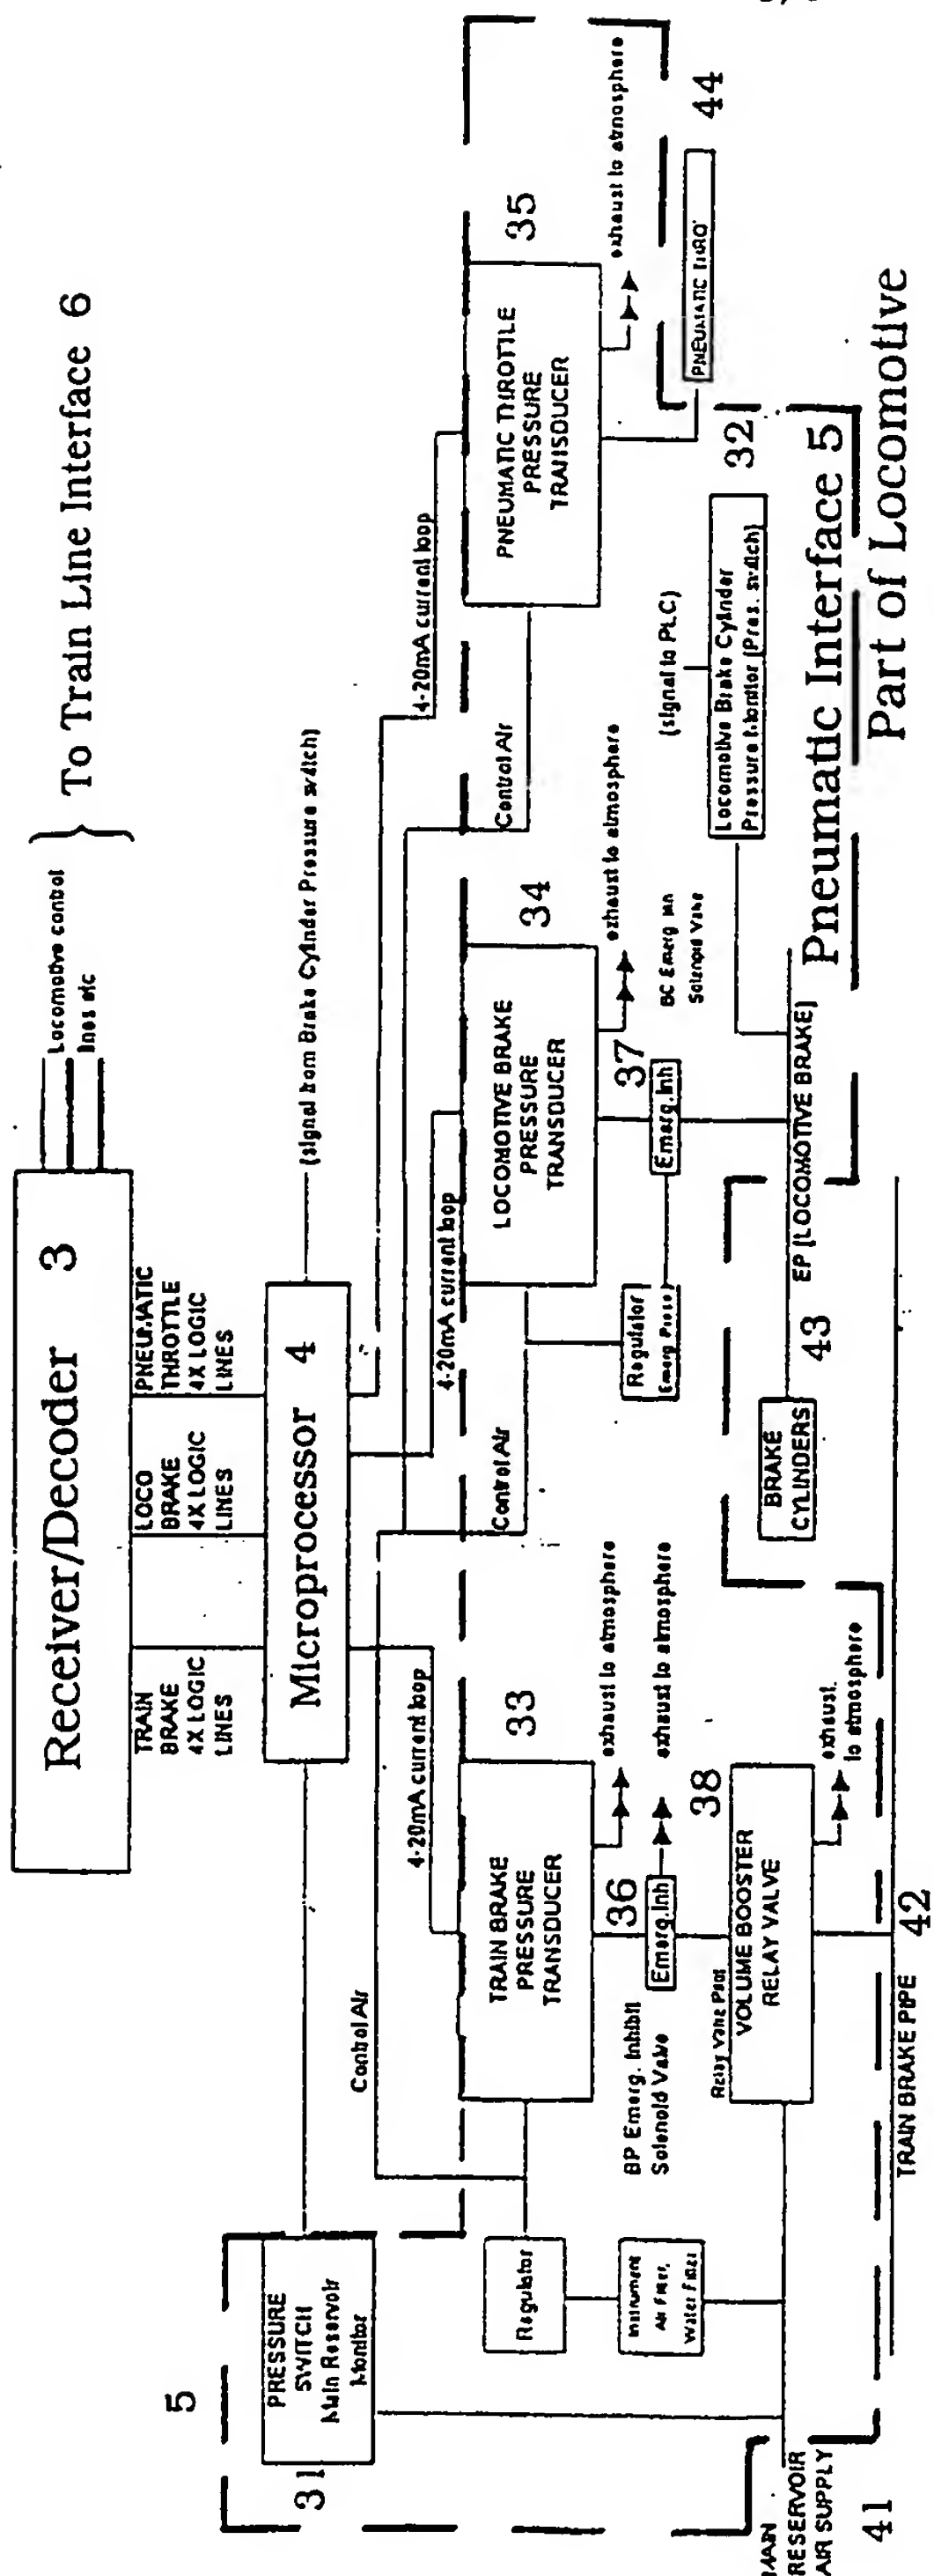 Receiver/Decoder 3
Locomotive control
lines etc
To Train Line Interface 6
TRAIN
BRAKE
4X LOGIC
LINES
LOCO
BRAKE
4X LOGIC
LINES
PNEUMATIC
THROTTLE
4X LOGIC
LINES
Microprocessor 4
(signal from Brake Cylinder Pressure switch)
5
PRESSURE
SWITCH
Main Reservoir
Monitor
31
Control Air
4-20mA current loop
4-20mA current loop
4-20mA current loop
Control Air
Control Air
TRAIN BRAKE
PRESSURE
TRANSDUCER
33
LOCOMOTIVE BRAKE
PRESSURE
TRANSDUCER
34
PNEUMATIC THROTTLE
PRESSURE
TRANSDUCER
35
Regulator
Instrument
Air Filter,
Water Filter
exhaust to atmosphere
exhaust to atmosphere
exhaust to atmosphere
exhaust to atmosphere
BP Emerg. Inhibit
Solenoid Valve
36
Emerg.Inh
Regulator
Emerg Press
37
Emerg.Inh
BC Emerg Inh
Solenoid Valve
(signal to PLC)
Locomotive Brake Cylinder
Pressure Monitor (Pres. switch)
32
PNEUMATIC THRO'
44
Relay Valve Pilot
VOLUME BOOSTER
RELAY VALVE
38
exhaust.
to atmosphere
BRAKE
CYLINDERS
43
EP (LOCOMOTIVE BRAKE)
Pneumatic Interface 5
Part of Locomotive
MAIN
RESERVOIR
AIR SUPPLY
41
TRAIN BRAKE PIPE
42